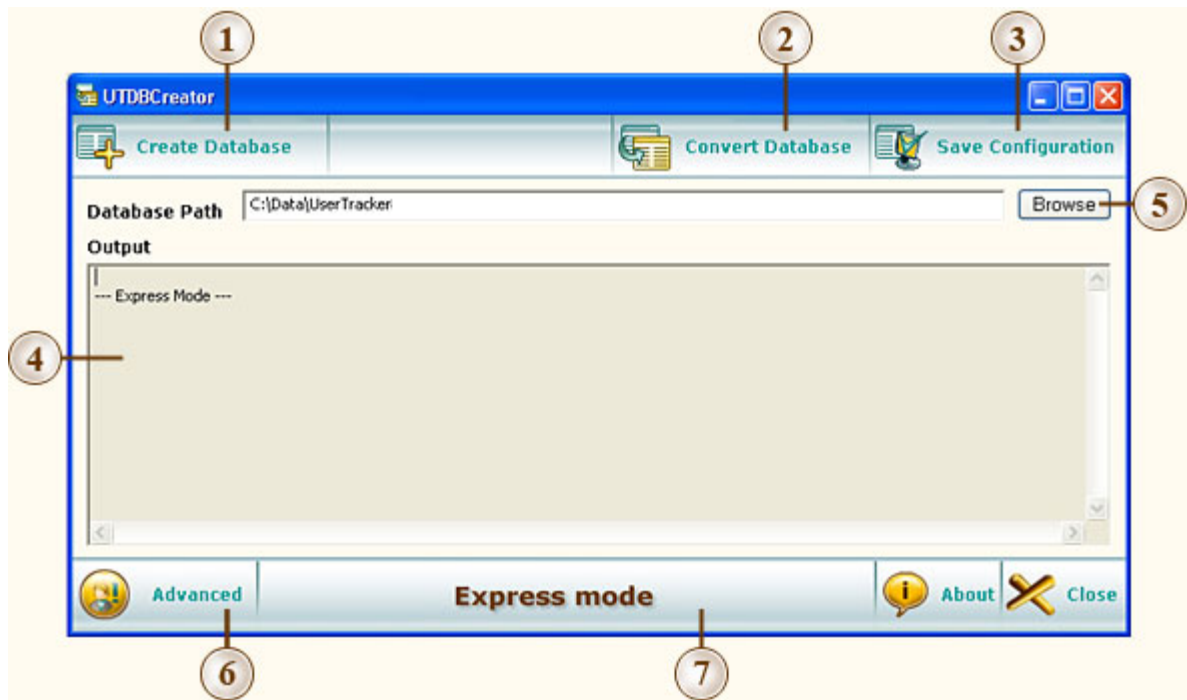 1 2 3
UTDBCreator
Create Database Convert Database Save Configuration
Database Path C:\Data\UserTracker Browse 5
Output
--- Express Mode ---
4
Advanced Express mode About Close
6 7